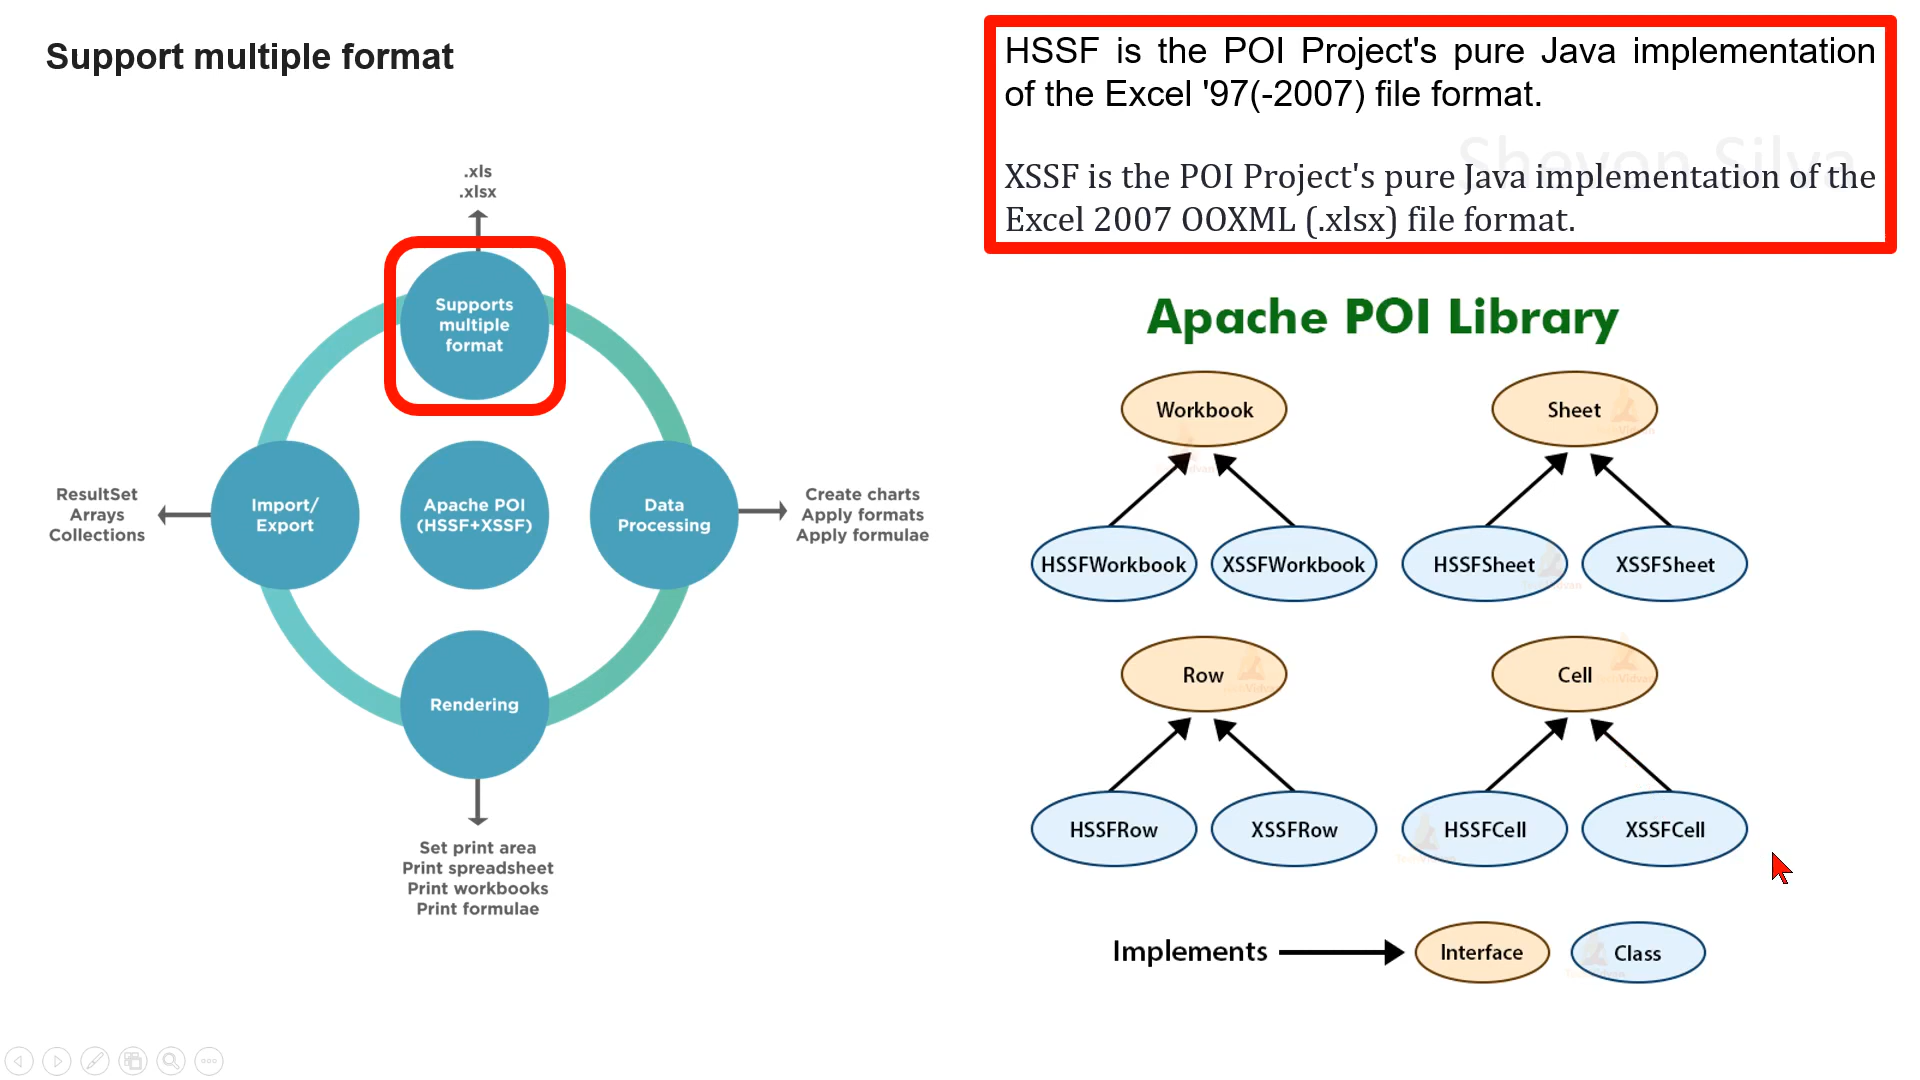 Support multiple format
HSSF is the POI Project's pure Java implementation
of the Excel '97(-2007) file format.
Shevon Silva
XSSF is the POI Project's pure Java implementation of the
Excel 2007 OOXML (.xlsx) file format.
.xls
.xlsx
Supports
multiple
format
ResultSet
Arrays
Collections
Import/
Export
Apache POI
(HSSF+XSSF)
Data
Processing
Create charts
Apply formats
Apply formulae
Rendering
Set print area
Print spreadsheet
Print workbooks
Print formulae
Apache POI Library
Workbook
Sheet
HSSFWorkbook
XSSFWorkbook
HSSFSheet
XSSFSheet
Row
Cell
HSSFRow
XSSFRow
HSSFCell
XSSFCell
Implements
Interface
Class